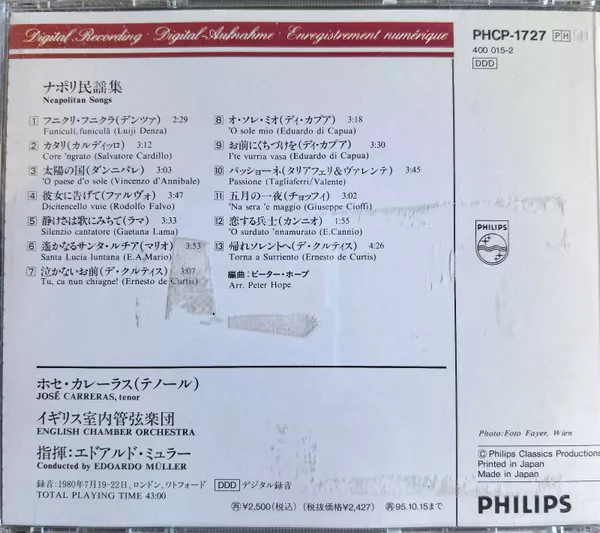 Digital Recording · Digital-Aufnahme · Enregistrement numérique
PHCP-1727 PH
400 015-2
DDD
ナポリ民謡集
Neapolitan Songs
1 フニクリ・フニクラ(デンツァ) 2:29
Funiculì, funiculà (Luiji Denza)
2 カタリ(カルディッロ) 3:12
Core 'ngrato (Salvatore Cardillo)
3 太陽の国(ダンニバレ) 3:03
'O paese d'o sole (Vincenzo d'Annibale)
4 彼女に告げて(ファルヴォ) 3:47
Dicitencello vuie (Rodolfo Falvo)
5 静けさは歌にみちて(ラマ) 3:33
Silenzio cantatore (Gaetana Lama)
6 遙かなるサンタ・ルチア(マリオ) 3:53
Santa Lucia luntana (E.A.Mario)
7 泣かないお前(デ・クルティス) 3:07
Tu, ca nun chiagne! (Ernesto de Curtis)
8 オ・ソレ・ミオ(ディ・カプア) 3:18
'O sole mio (Eduardo di Capua)
9 お前にくちづけを(ディ・カプア) 3:30
I'te vurria vasa (Eduardo di Capua)
10 パッショーネ(タリアフェリ&ヴァレンテ) 3:45
Passione (Tagliaferri/Valente)
11 五月の一夜(チョッフィ) 3:02
'Na sera 'e maggio (Giuseppe Cioffi)
12 恋する兵士(カンニオ) 1:55
'O surdato 'nnamurato (E.Cannio)
13 帰れソレントへ(デ・クルティス) 4:26
Torna a Surriento (Ernesto de Curtis)
編曲:ピーター・ホープ
Arr. Peter Hope
PHILIPS
ホセ・カレーラス(テノール)
JOSÉ CARRERAS, tenor
イギリス室内管弦楽団
ENGLISH CHAMBER ORCHESTRA
指揮:エドアルド・ミュラー
Conducted by EDOARDO MÜLLER
録音:1980年7月19-22日、ロンドン、ワトフォード DDD デジタル録音
TOTAL PLAYING TIME 43:00
再 ¥2,500(税込) (税抜価格¥2,427) 再 95.10.15まで
Photo: Foto Fayer, Wien
Ⓒ Philips Classics Productions
Printed in Japan
Made in Japan
PHILIPS